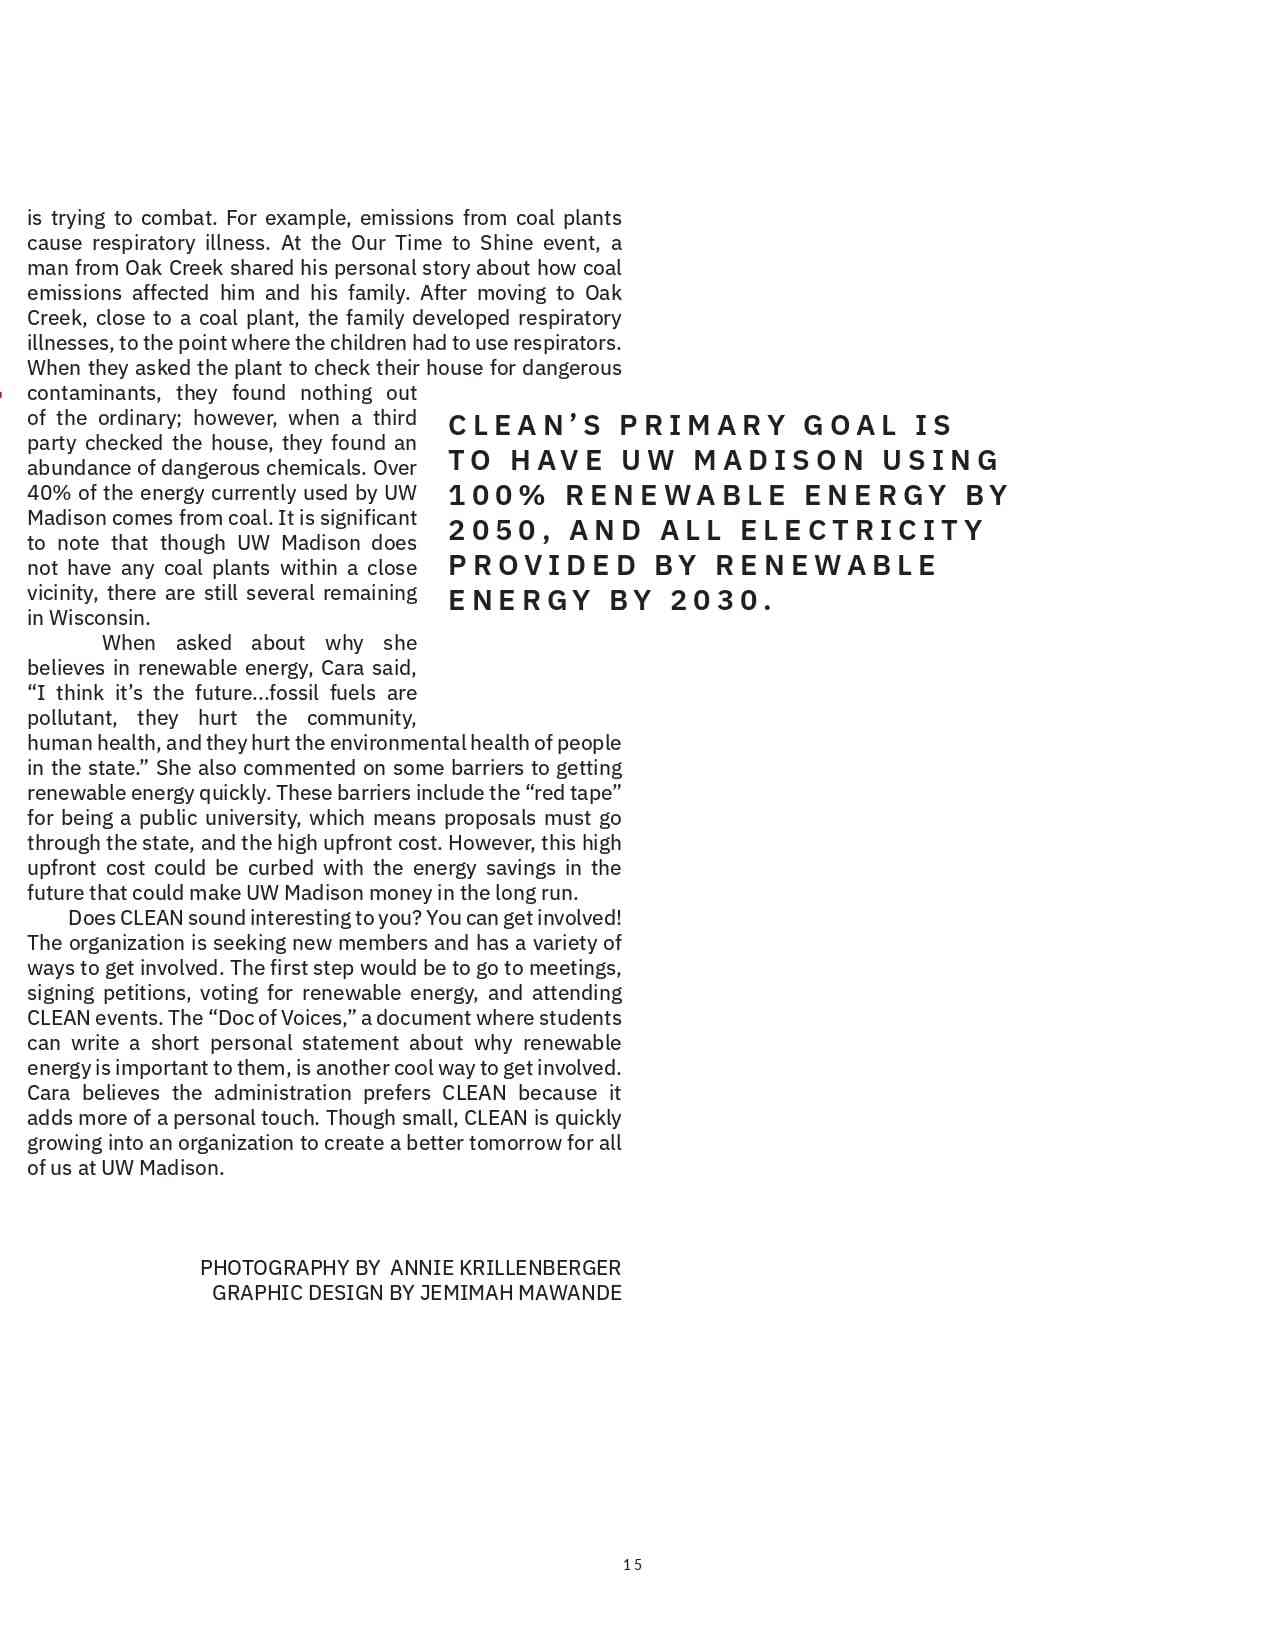 is trying to combat. For example, emissions from coal plants
cause respiratory illness. At the Our Time to Shine event, a
man from Oak Creek shared his personal story about how coal
emissions affected him and his family. After moving to Oak
Creek, close to a coal plant, the family developed respiratory
illnesses, to the point where the children had to use respirators.
When they asked the plant to check their house for dangerous
contaminants, they found nothing out
of the ordinary; however, when a third
party checked the house, they found an
abundance of dangerous chemicals. Over
40% of the energy currently used by UW
Madison comes from coal. It is significant
to note that though UW Madison does
not have any coal plants within a close
vicinity, there are still several remaining
in Wisconsin.
When asked about why she
believes in renewable energy, Cara said,
“I think it’s the future...fossil fuels are
pollutant, they hurt the community,
human health, and they hurt the environmental health of people
in the state.” She also commented on some barriers to getting
renewable energy quickly. These barriers include the “red tape”
for being a public university, which means proposals must go
through the state, and the high upfront cost. However, this high
upfront cost could be curbed with the energy savings in the
future that could make UW Madison money in the long run.
Does CLEAN sound interesting to you? You can get involved!
The organization is seeking new members and has a variety of
ways to get involved. The first step would be to go to meetings,
signing petitions, voting for renewable energy, and attending
CLEAN events. The “Doc of Voices,” a document where students
can write a short personal statement about why renewable
energy is important to them, is another cool way to get involved.
Cara believes the administration prefers CLEAN because it
adds more of a personal touch. Though small, CLEAN is quickly
growing into an organization to create a better tomorrow for all
of us at UW Madison.
CLEAN’S PRIMARY GOAL IS
TO HAVE UW MADISON USING
100% RENEWABLE ENERGY BY
2050, AND ALL ELECTRICITY
PROVIDED BY RENEWABLE
ENERGY BY 2030.
PHOTOGRAPHY BY ANNIE KRILLENBERGER
GRAPHIC DESIGN BY JEMIMAH MAWANDE
15